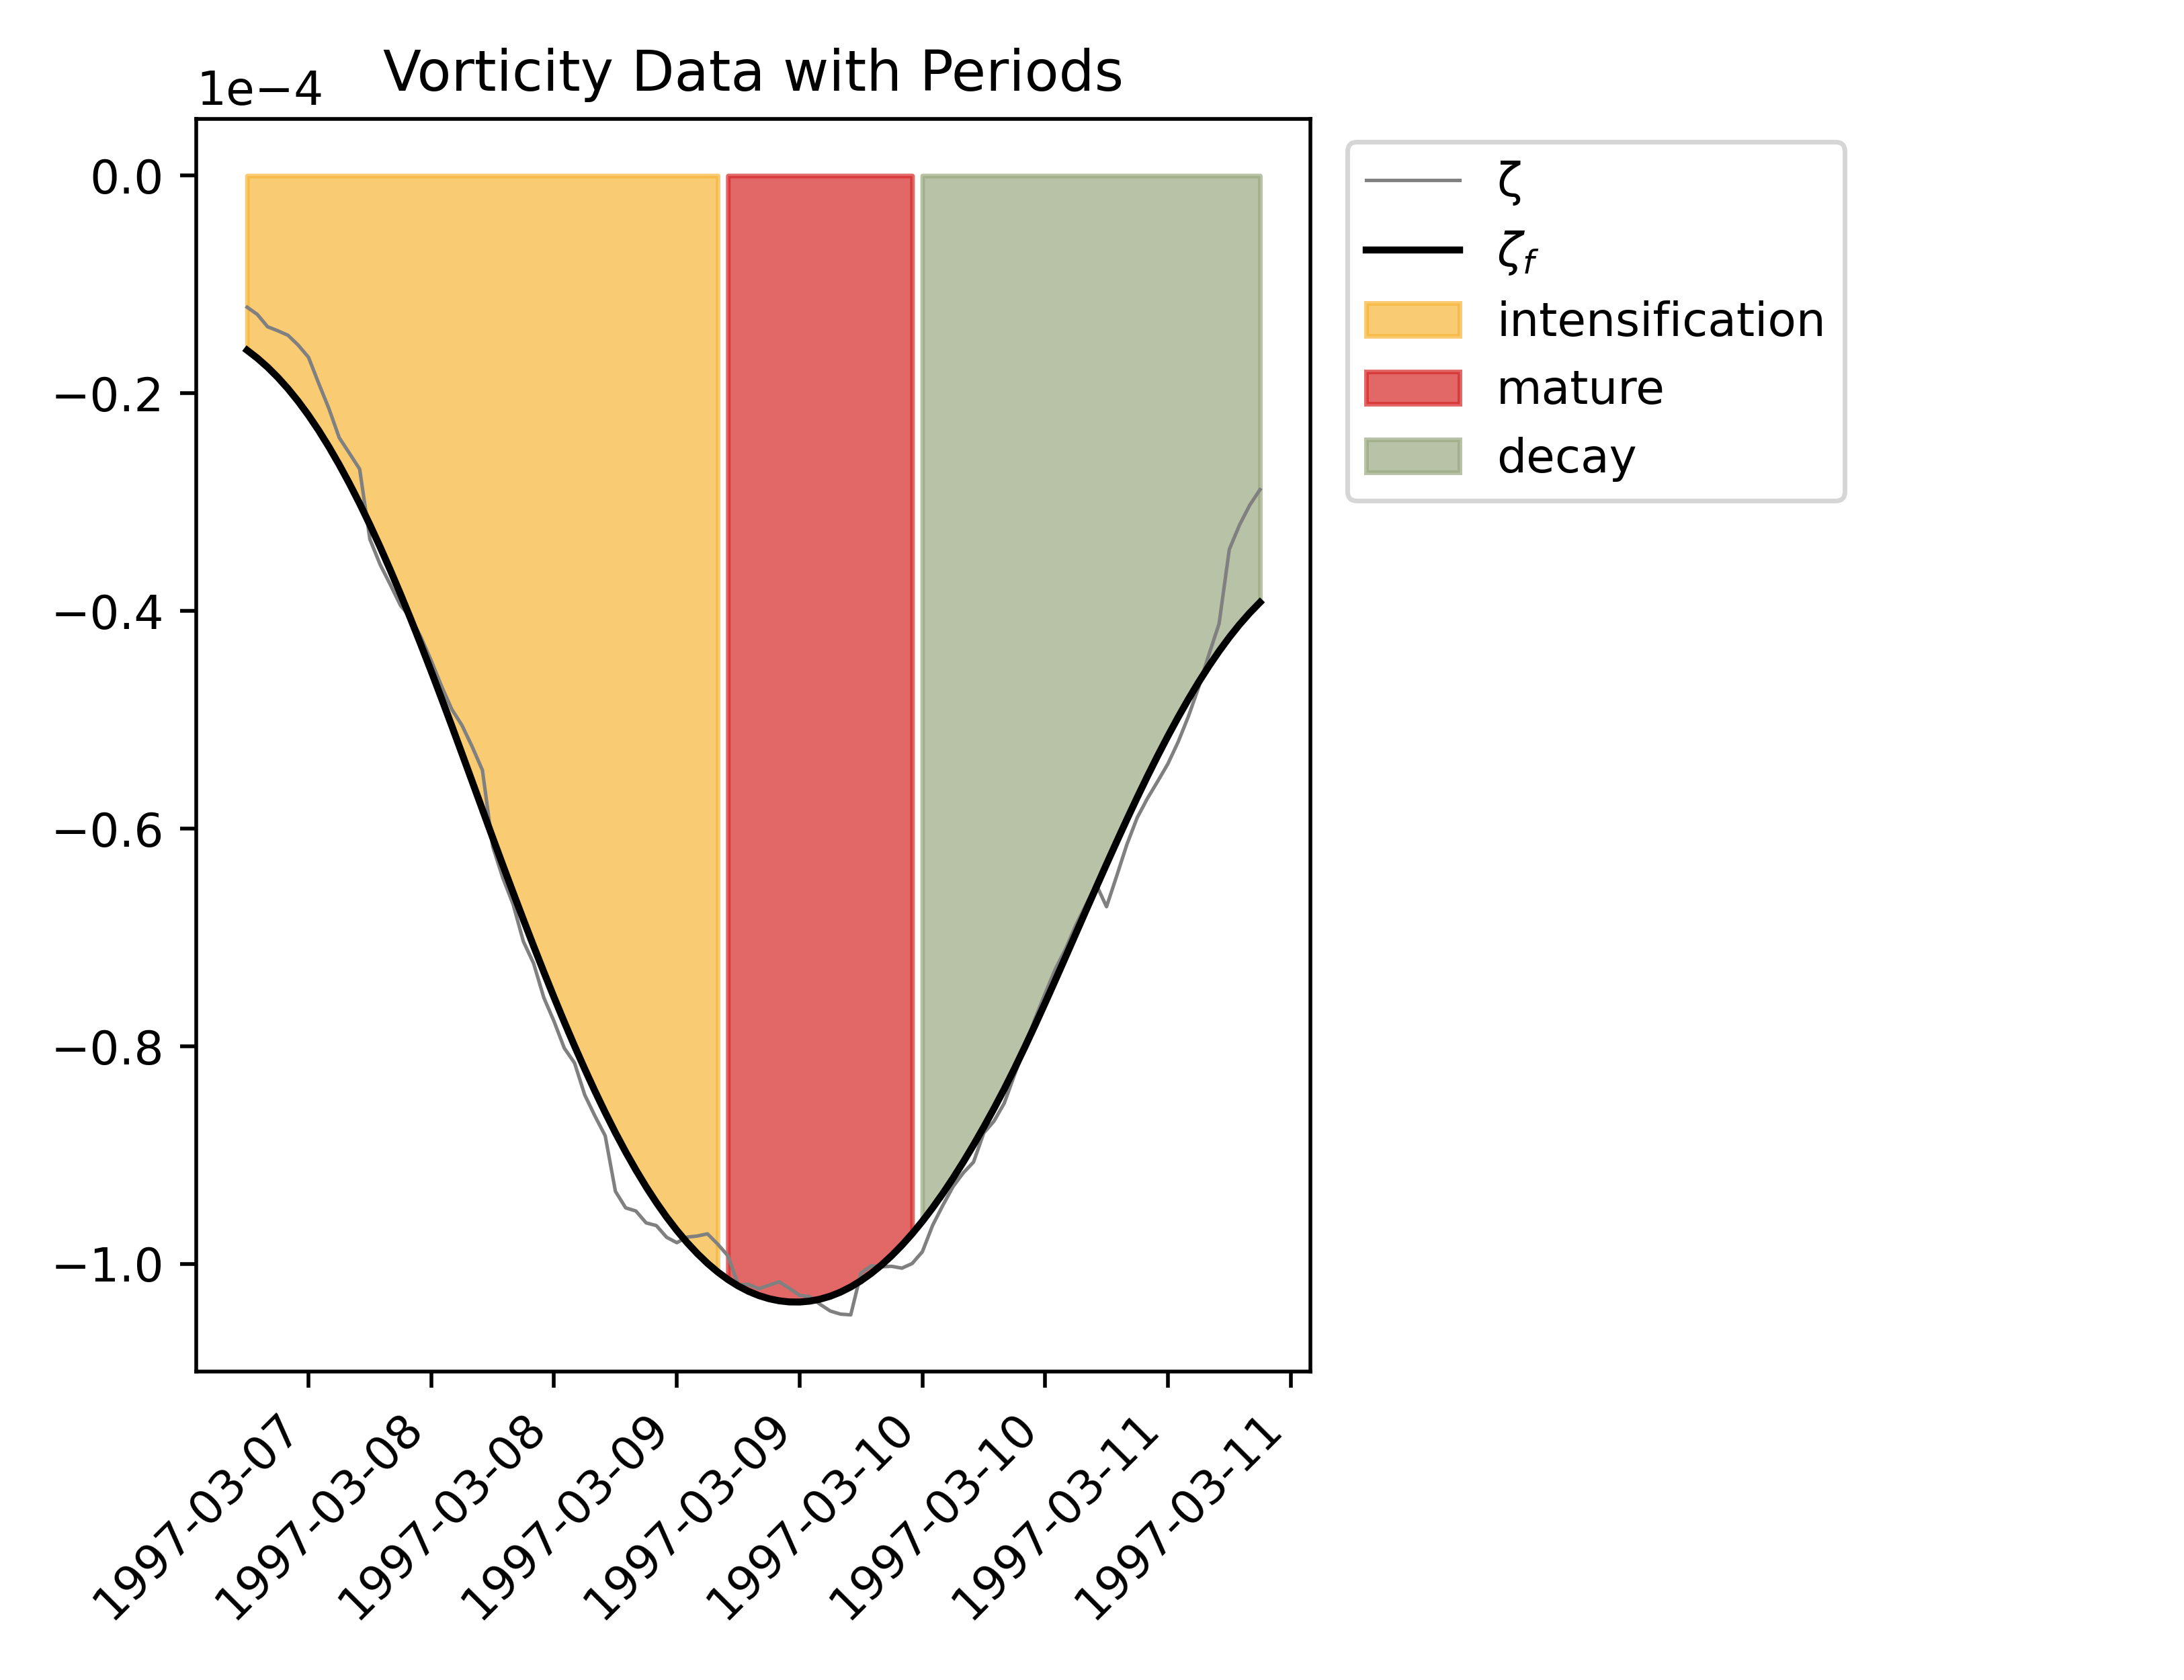 Vorticity Data with Periods
1e−4
0.0
−0.2
−0.4
−0.6
−0.8
−1.0
1997-03-07
1997-03-08
1997-03-08
1997-03-09
1997-03-09
1997-03-10
1997-03-10
1997-03-11
1997-03-11
ζ
ζf
intensification
mature
decay